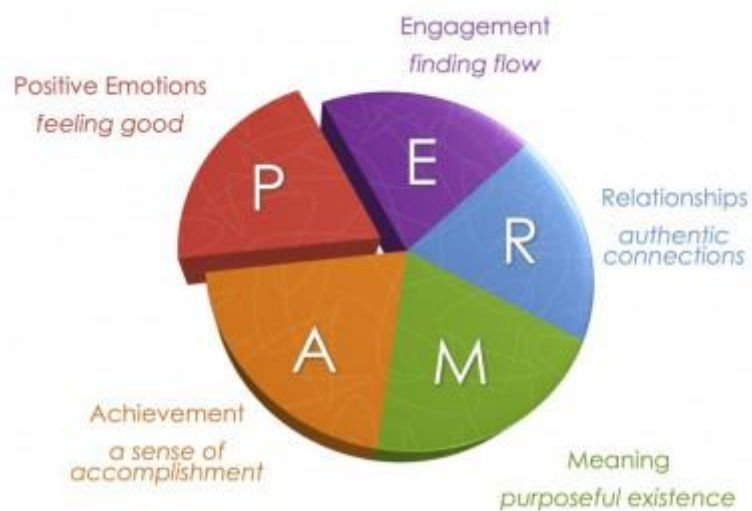 Engagement
finding flow
Positive Emotions
feeling good
P
E
Relationships
authentic
connections
R
A
M
Achievement
a sense of
accomplishment
Meaning
purposeful existence